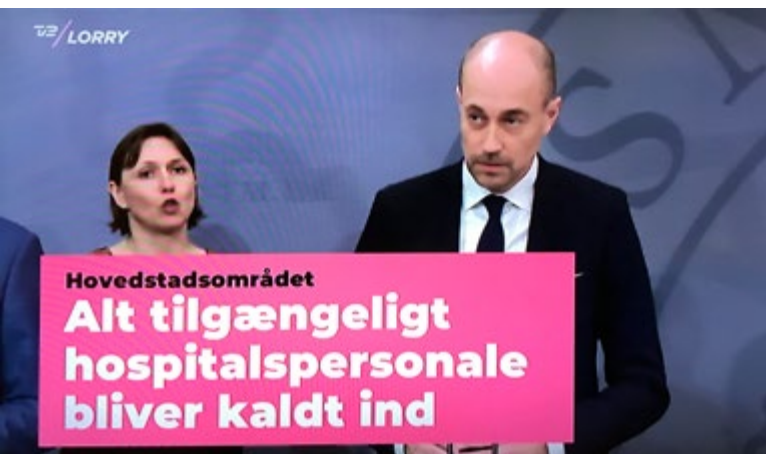 TV2/LORRY
Hovedstadsområdet
Alt tilgængeligt
hospitalspersonale
bliver kaldt ind